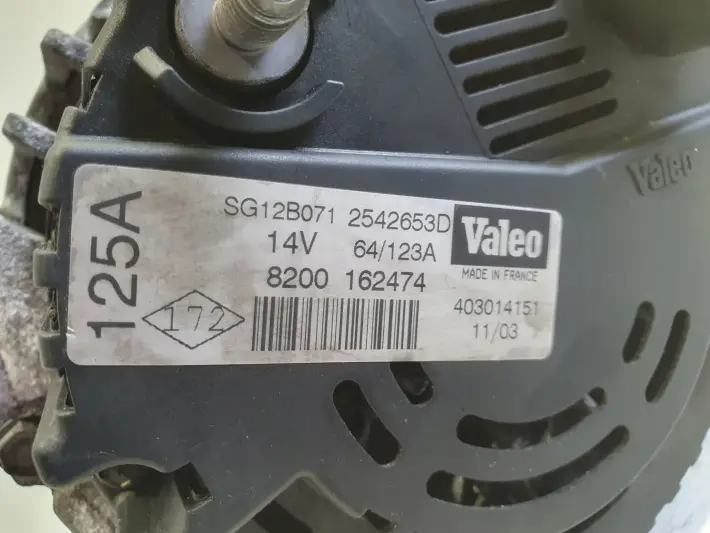 125A
SG12B071 2542653D Valeo
14V 64/123A MADE IN FRANCE
8200 162474
172
403014151
11/03
Valeo